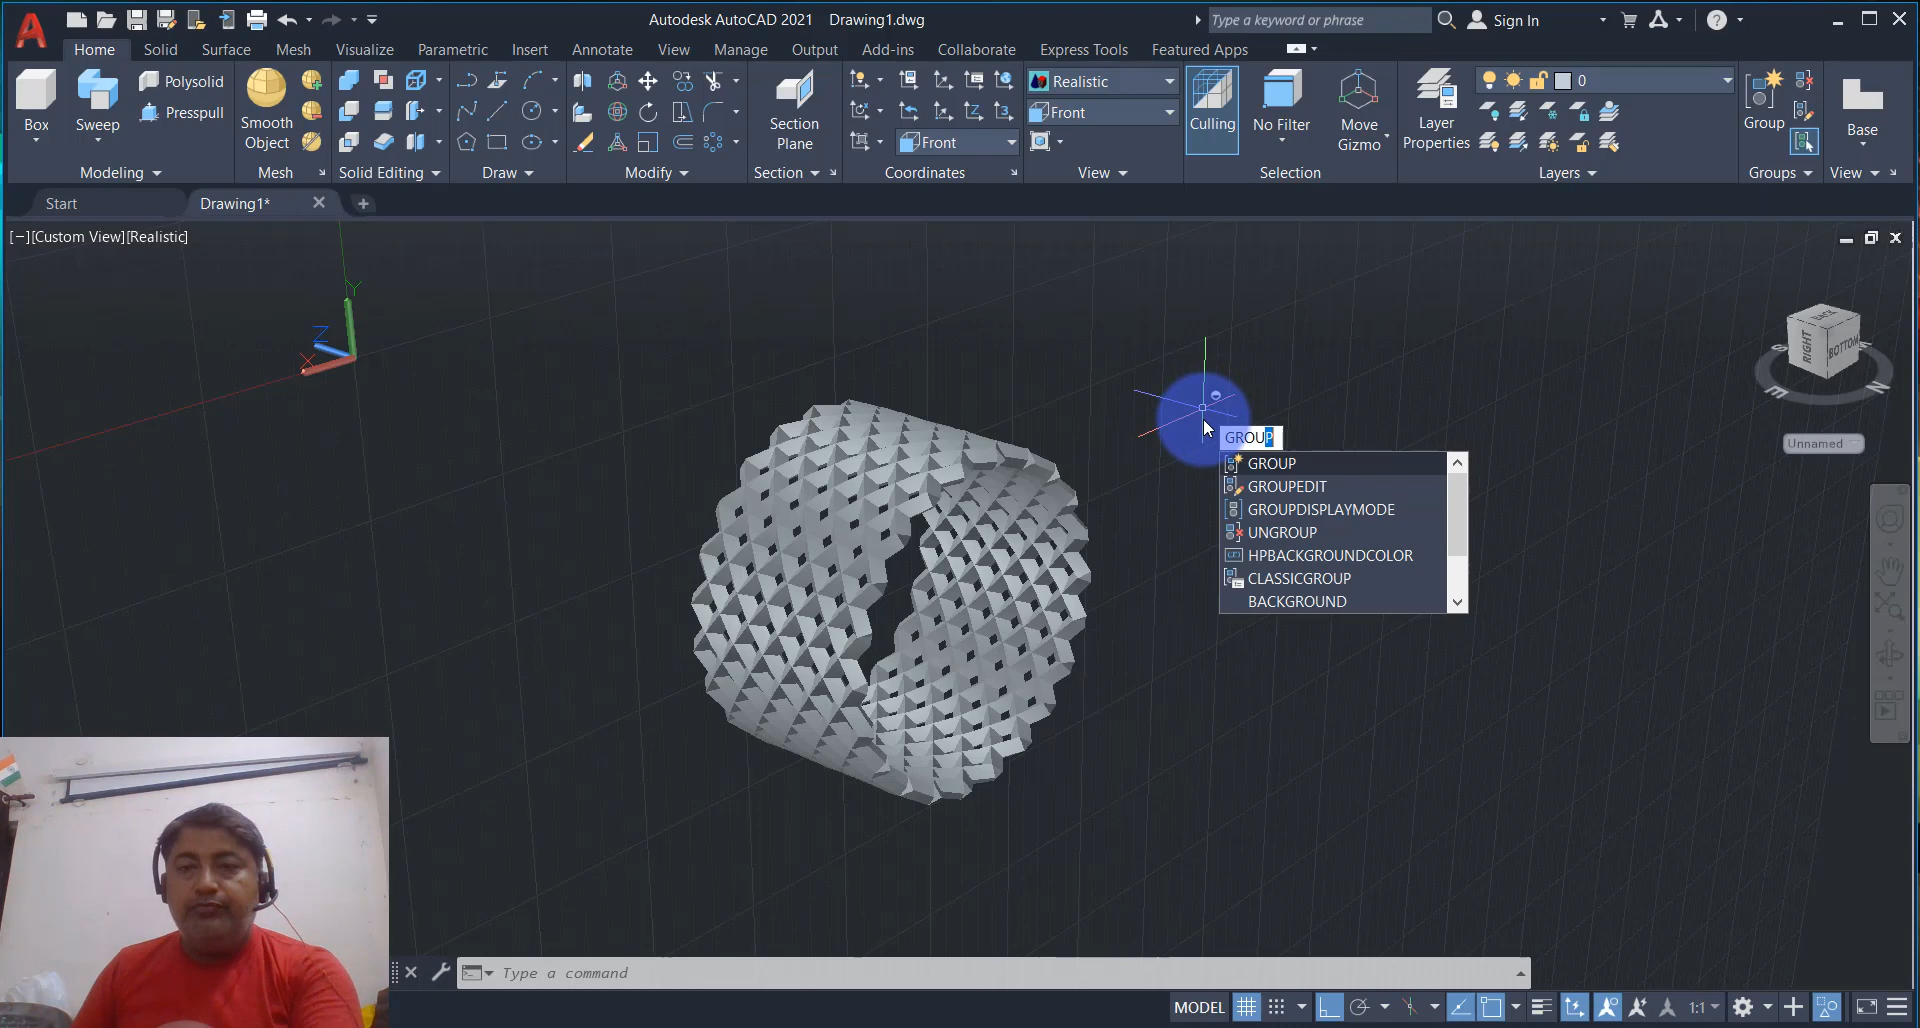 Autodesk AutoCAD 2021 Drawing1.dwg
Type a keyword or phrase
Sign In
Home Solid Surface Mesh Visualize Parametric Insert Annotate View Manage Output Add-ins Collaborate Express Tools Featured Apps
Box
Sweep
Polysolid
Presspull
Smooth
Object
Section
Plane
Realistic
Front
Front
Culling
No Filter
Move
Gizmo
Layer
Properties
0
Group
Base
Modeling Mesh Solid Editing Draw Modify Section Coordinates View Selection Layers Groups View
Start
Drawing1*
[−][Custom View][Realistic]
Y
Z
X
BACK
RIGHT
BOTTOM
S
E
N
Unnamed
GROUP
GROUP
GROUPEDIT
GROUPDISPLAYMODE
UNGROUP
HPBACKGROUNDCOLOR
CLASSICGROUP
BACKGROUND
Type a command
MODEL
1:1